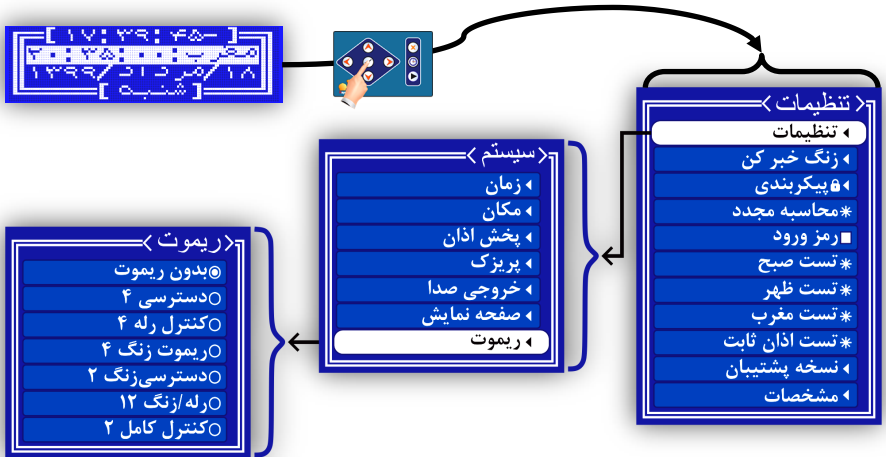 [ -۱۷:۳۹:۴۵ ]
مغرب:۲۰:۳۵:۰۰
۱۸/مرداد/۱۳۹۹
[ شنبه ]
<تنظیمات>
تنظیمات
زنگ خبر کن
پیکربندی
*محاسبه مجدد
رمز ورود
*تست صبح
*تست ظهر
*تست مغرب
*تست اذان ثابت
نسخه پشتیبان
مشخصات
<سیستم>
زمان
مکان
پخش اذان
پریزک
خروجی صدا
صفحه نمایش
ریموت
<ریموت>
بدون ریموت
دسترسی ۴
کنترل رله ۴
ریموت زنگ ۴
دسترسی‌زنگ ۲
رله/زنگ ۱۲
کنترل کامل ۲